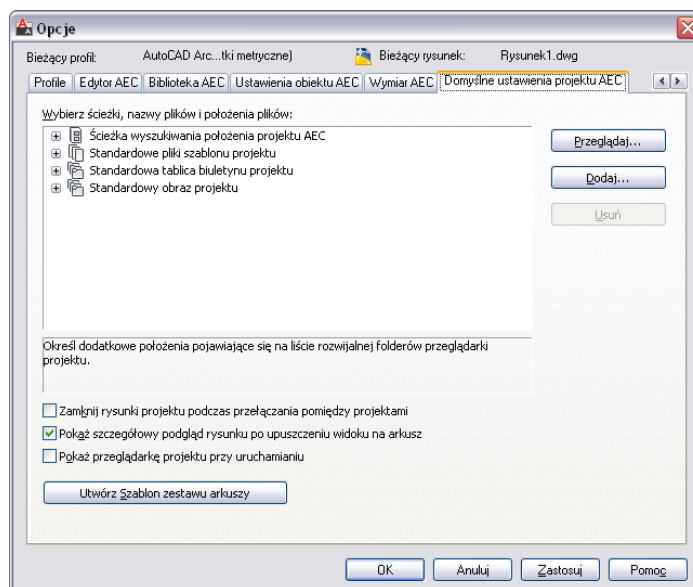 Opcje
Bieżący profil: AutoCAD Arc...tki metryczne) Bieżący rysunek: Rysunek1.dwg
Profile Edytor AEC Biblioteka AEC Ustawienia obiektu AEC Wymiar AEC Domyślne ustawienia projektu AEC
Wybierz ścieżki, nazwy plików i położenia plików:
Ścieżka wyszukiwania położenia projektu AEC
Standardowe pliki szablonu projektu
Standardowa tablica biuletynu projektu
Standardowy obraz projektu
Przeglądaj...
Dodaj...
Usuń
Określ dodatkowe położenia pojawiające się na liście rozwijalnej folderów przeglądarki
projektu.
Zamknij rysunki projektu podczas przełączania pomiędzy projektami
Pokaż szczegółowy podgląd rysunku po upuszczeniu widoku na arkusz
Pokaż przeglądarkę projektu przy uruchamianiu
Utwórz Szablon zestawu arkuszy
OK Anuluj Zastosuj Pomoc